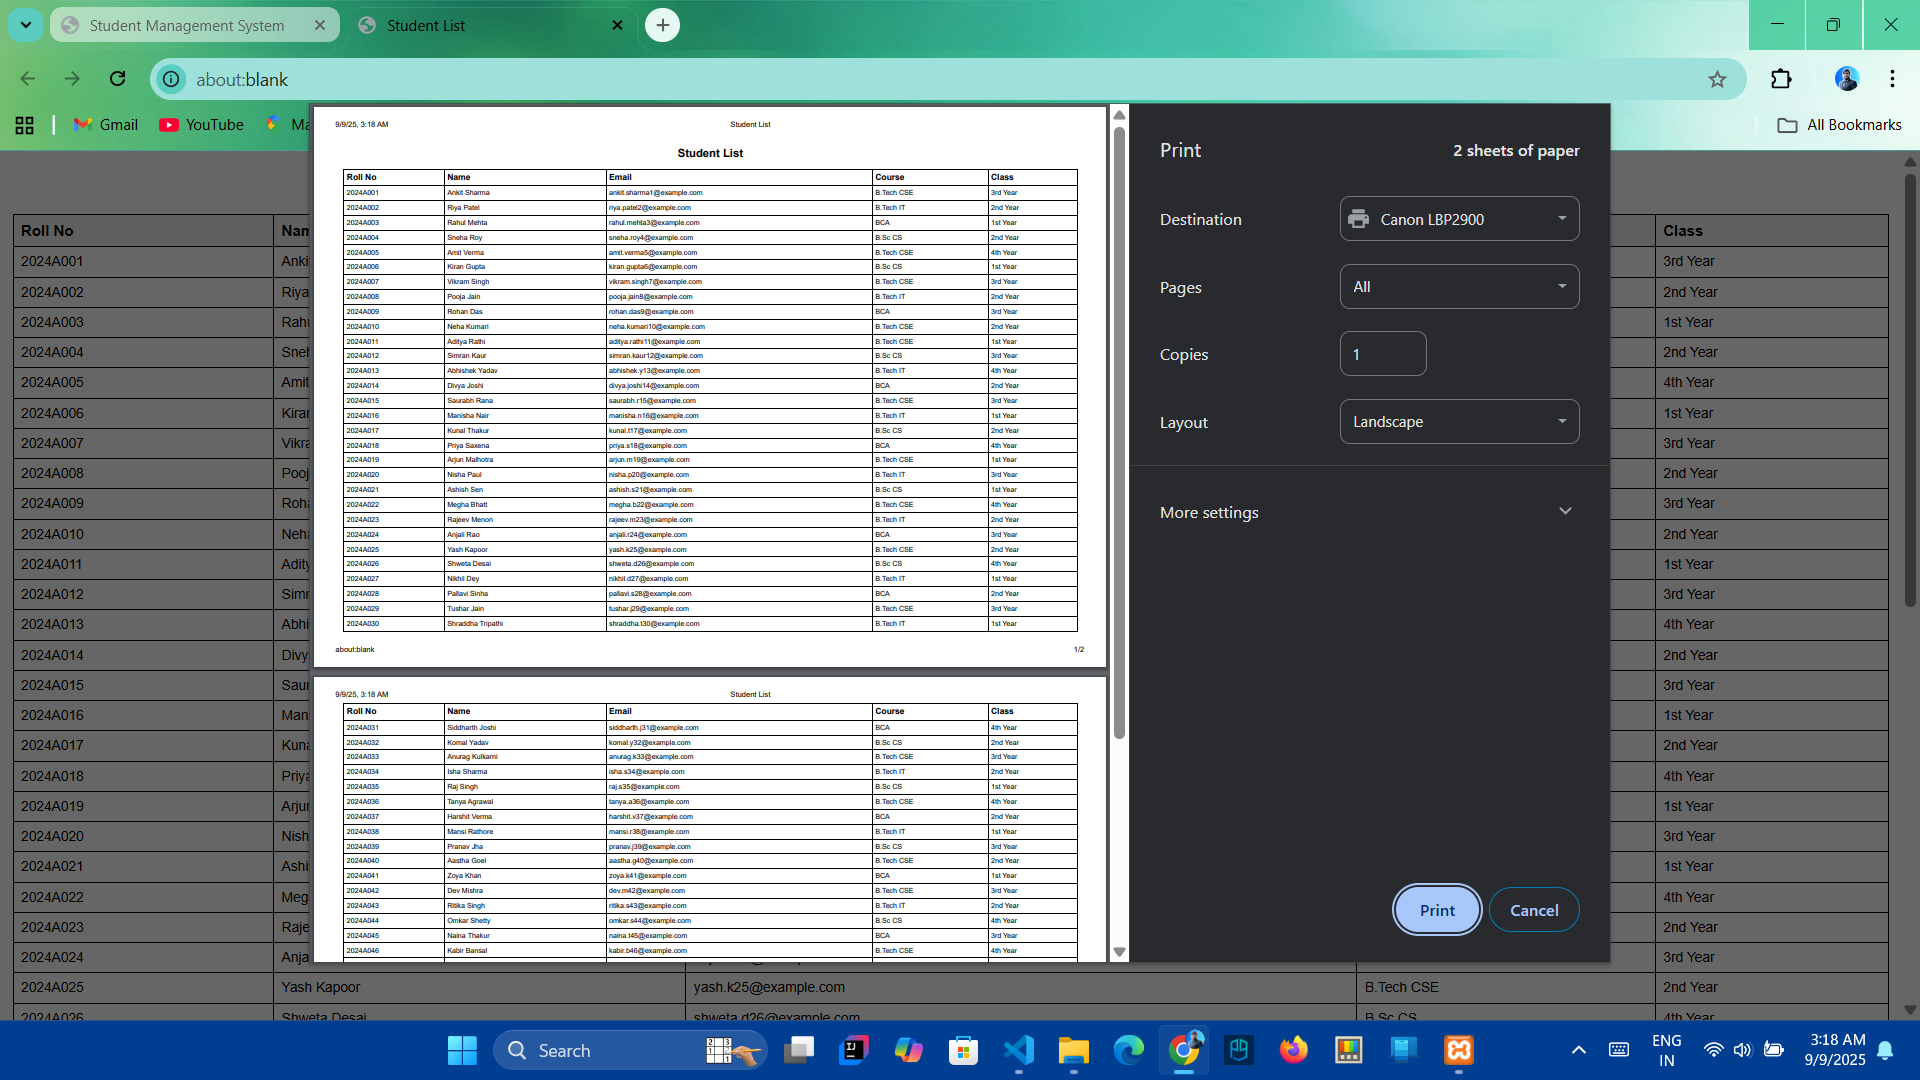 Student Management System
Student List
about:blank
Gmail
YouTube
Ma
All Bookmarks
Roll No Nam Class
2024A001 Anki 3rd Year
2024A002 Riya 2nd Year
2024A003 Rahu 1st Year
2024A004 Sneh 2nd Year
2024A005 Amit 4th Year
2024A006 Kiran 1st Year
2024A007 Vikra 3rd Year
2024A008 Pooj 2nd Year
2024A009 Roha 3rd Year
2024A010 Neha 2nd Year
2024A011 Adity 1st Year
2024A012 Simr 3rd Year
2024A013 Abhi 4th Year
2024A014 Divy 2nd Year
2024A015 Saur 3rd Year
2024A016 Mani 1st Year
2024A017 Kuna 2nd Year
2024A018 Priya 4th Year
2024A019 Arjun 1st Year
2024A020 Nish 3rd Year
2024A021 Ashi 1st Year
2024A022 Meg 4th Year
2024A023 Raje 2nd Year
2024A024 Anja 3rd Year
2024A025 Yash Kapoor yash.k25@example.com B.Tech CSE 2nd Year
2024A026 Shweta Desai shweta.d26@example.com B.Sc CS 4th Year
9/9/25, 3:18 AM Student List
Student List
Roll No Name Email Course Class
2024A001 Ankit Sharma ankit.sharma1@example.com B.Tech CSE 3rd Year
2024A002 Riya Patel riya.patel2@example.com B.Tech IT 2nd Year
2024A003 Rahul Mehta rahul.mehta3@example.com BCA 1st Year
2024A004 Sneha Roy sneha.roy4@example.com B.Sc CS 2nd Year
2024A005 Amit Verma amit.verma5@example.com B.Tech CSE 4th Year
2024A006 Kiran Gupta kiran.gupta6@example.com B.Sc CS 1st Year
2024A007 Vikram Singh vikram.singh7@example.com B.Tech CSE 3rd Year
2024A008 Pooja Jain pooja.jain8@example.com B.Tech IT 2nd Year
2024A009 Rohan Das rohan.das9@example.com BCA 3rd Year
2024A010 Neha Kumari neha.kumari10@example.com B.Tech CSE 2nd Year
2024A011 Aditya Rathi aditya.rathi11@example.com B.Tech CSE 1st Year
2024A012 Simran Kaur simran.kaur12@example.com B.Sc CS 3rd Year
2024A013 Abhishek Yadav abhishek.y13@example.com B.Tech IT 4th Year
2024A014 Divya Joshi divya.joshi14@example.com BCA 2nd Year
2024A015 Saurabh Rana saurabh.r15@example.com B.Tech CSE 3rd Year
2024A016 Manisha Nair manisha.n16@example.com B.Tech IT 1st Year
2024A017 Kunal Thakur kunal.t17@example.com B.Sc CS 2nd Year
2024A018 Priya Saxena priya.s18@example.com BCA 4th Year
2024A019 Arjun Malhotra arjun.m19@example.com B.Tech CSE 1st Year
2024A020 Nisha Paul nisha.p20@example.com B.Tech IT 3rd Year
2024A021 Ashish Sen ashish.s21@example.com B.Sc CS 1st Year
2024A022 Megha Bhatt megha.b22@example.com B.Tech CSE 4th Year
2024A023 Rajeev Menon rajeev.m23@example.com B.Tech IT 2nd Year
2024A024 Anjali Rao anjali.r24@example.com BCA 3rd Year
2024A025 Yash Kapoor yash.k25@example.com B.Tech CSE 2nd Year
2024A026 Shweta Desai shweta.d26@example.com B.Sc CS 4th Year
2024A027 Nikhil Dey nikhil.d27@example.com B.Tech IT 1st Year
2024A028 Pallavi Sinha pallavi.s28@example.com BCA 2nd Year
2024A029 Tushar Jain tushar.j29@example.com B.Tech CSE 3rd Year
2024A030 Shraddha Tripathi shraddha.t30@example.com B.Tech IT 1st Year
about:blank 1/2
9/9/25, 3:18 AM Student List
Roll No Name Email Course Class
2024A031 Siddharth Joshi siddharth.j31@example.com BCA 4th Year
2024A032 Komal Yadav komal.y32@example.com B.Sc CS 2nd Year
2024A033 Anurag Kulkarni anurag.k33@example.com B.Tech CSE 3rd Year
2024A034 Isha Sharma isha.s34@example.com B.Tech IT 2nd Year
2024A035 Raj Singh raj.s35@example.com B.Sc CS 1st Year
2024A036 Tanya Agrawal tanya.a36@example.com B.Tech CSE 4th Year
2024A037 Harshit Verma harshit.v37@example.com BCA 2nd Year
2024A038 Mansi Rathore mansi.r38@example.com B.Tech IT 1st Year
2024A039 Pranav Jha pranav.j39@example.com B.Sc CS 3rd Year
2024A040 Aastha Goel aastha.g40@example.com B.Tech CSE 2nd Year
2024A041 Zoya Khan zoya.k41@example.com BCA 1st Year
2024A042 Dev Mishra dev.m42@example.com B.Tech CSE 3rd Year
2024A043 Ritika Singh ritika.s43@example.com B.Tech IT 2nd Year
2024A044 Omkar Shetty omkar.s44@example.com B.Sc CS 4th Year
2024A045 Naina Thakur naina.t45@example.com BCA 3rd Year
2024A046 Kabir Bansal kabir.b46@example.com B.Tech CSE 4th Year
Print 2 sheets of paper
Destination Canon LBP2900
Pages All
Copies 1
Layout Landscape
More settings
Print Cancel
Search
ENG
IN
3:18 AM
9/9/2025